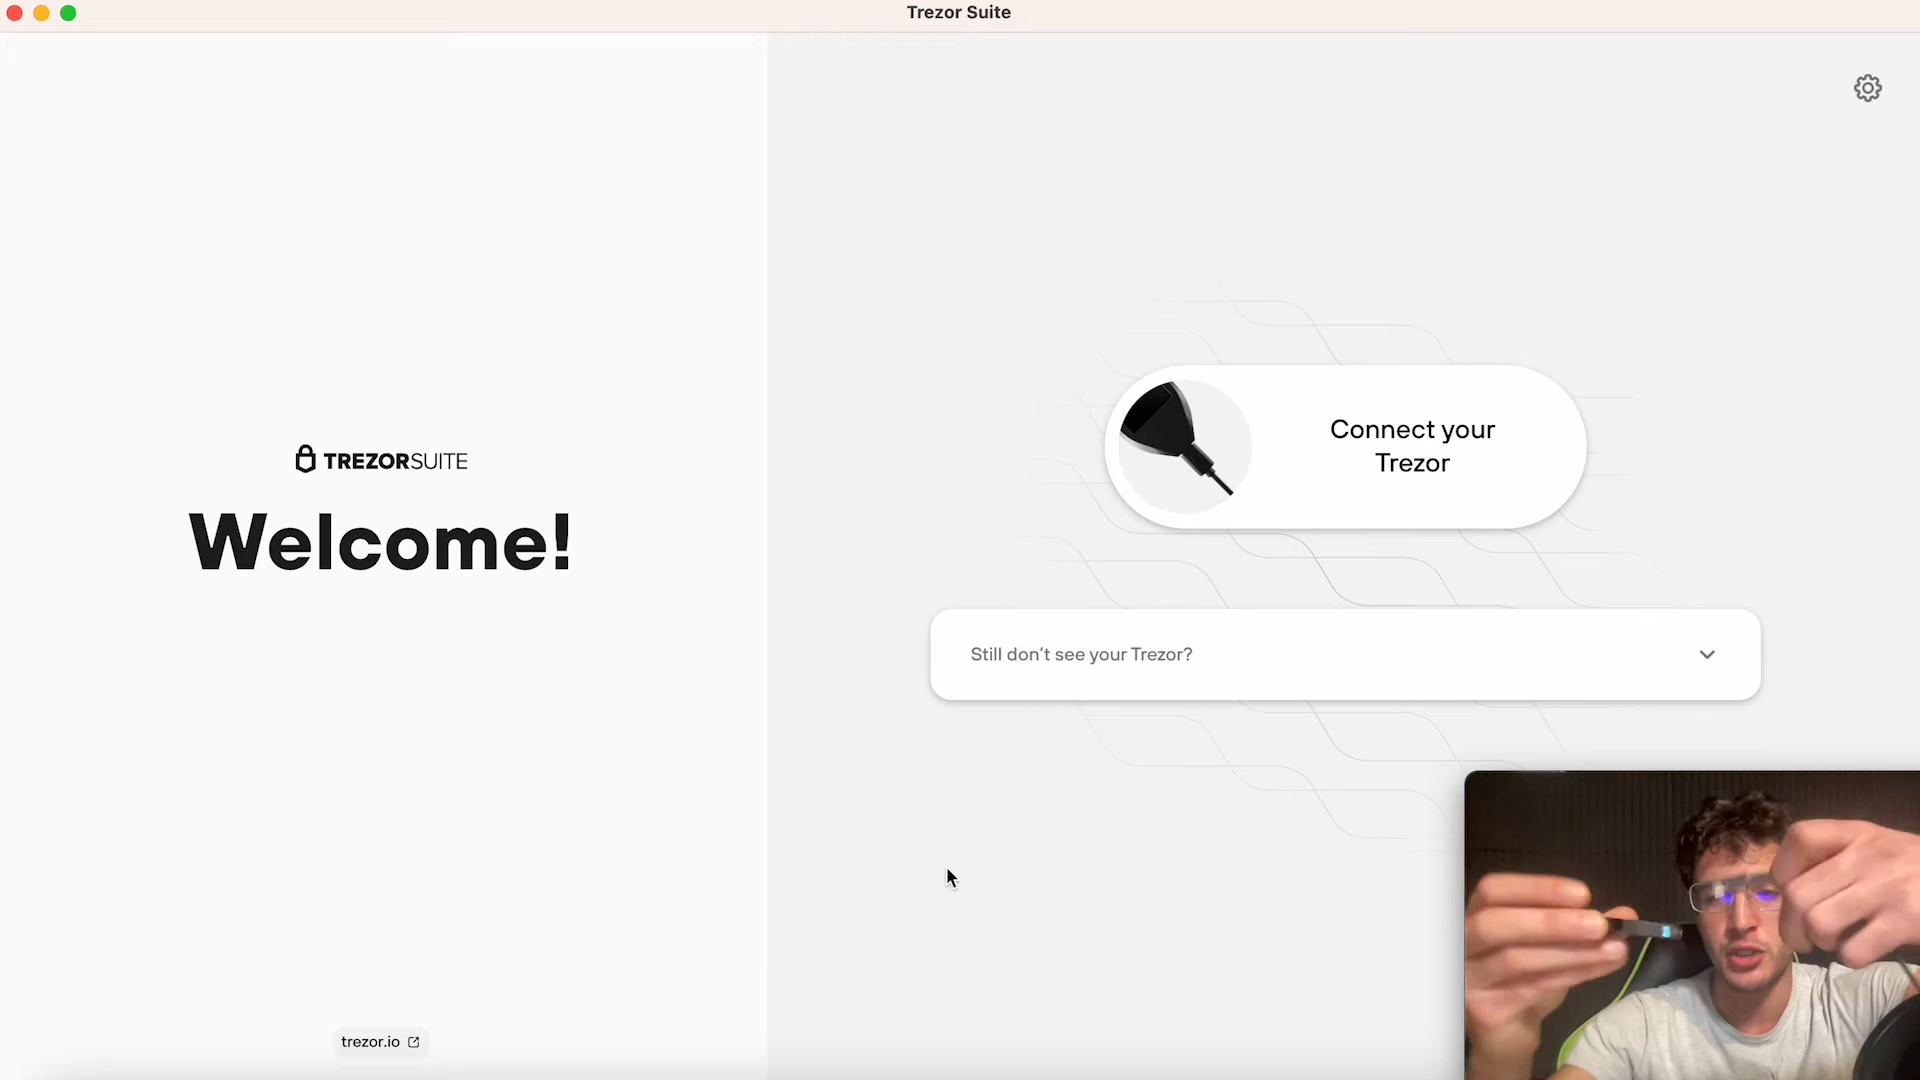 Trezor Suite
TREZORSUITE
Welcome!
Connect your
Trezor
Still don't see your Trezor?
trezor.io